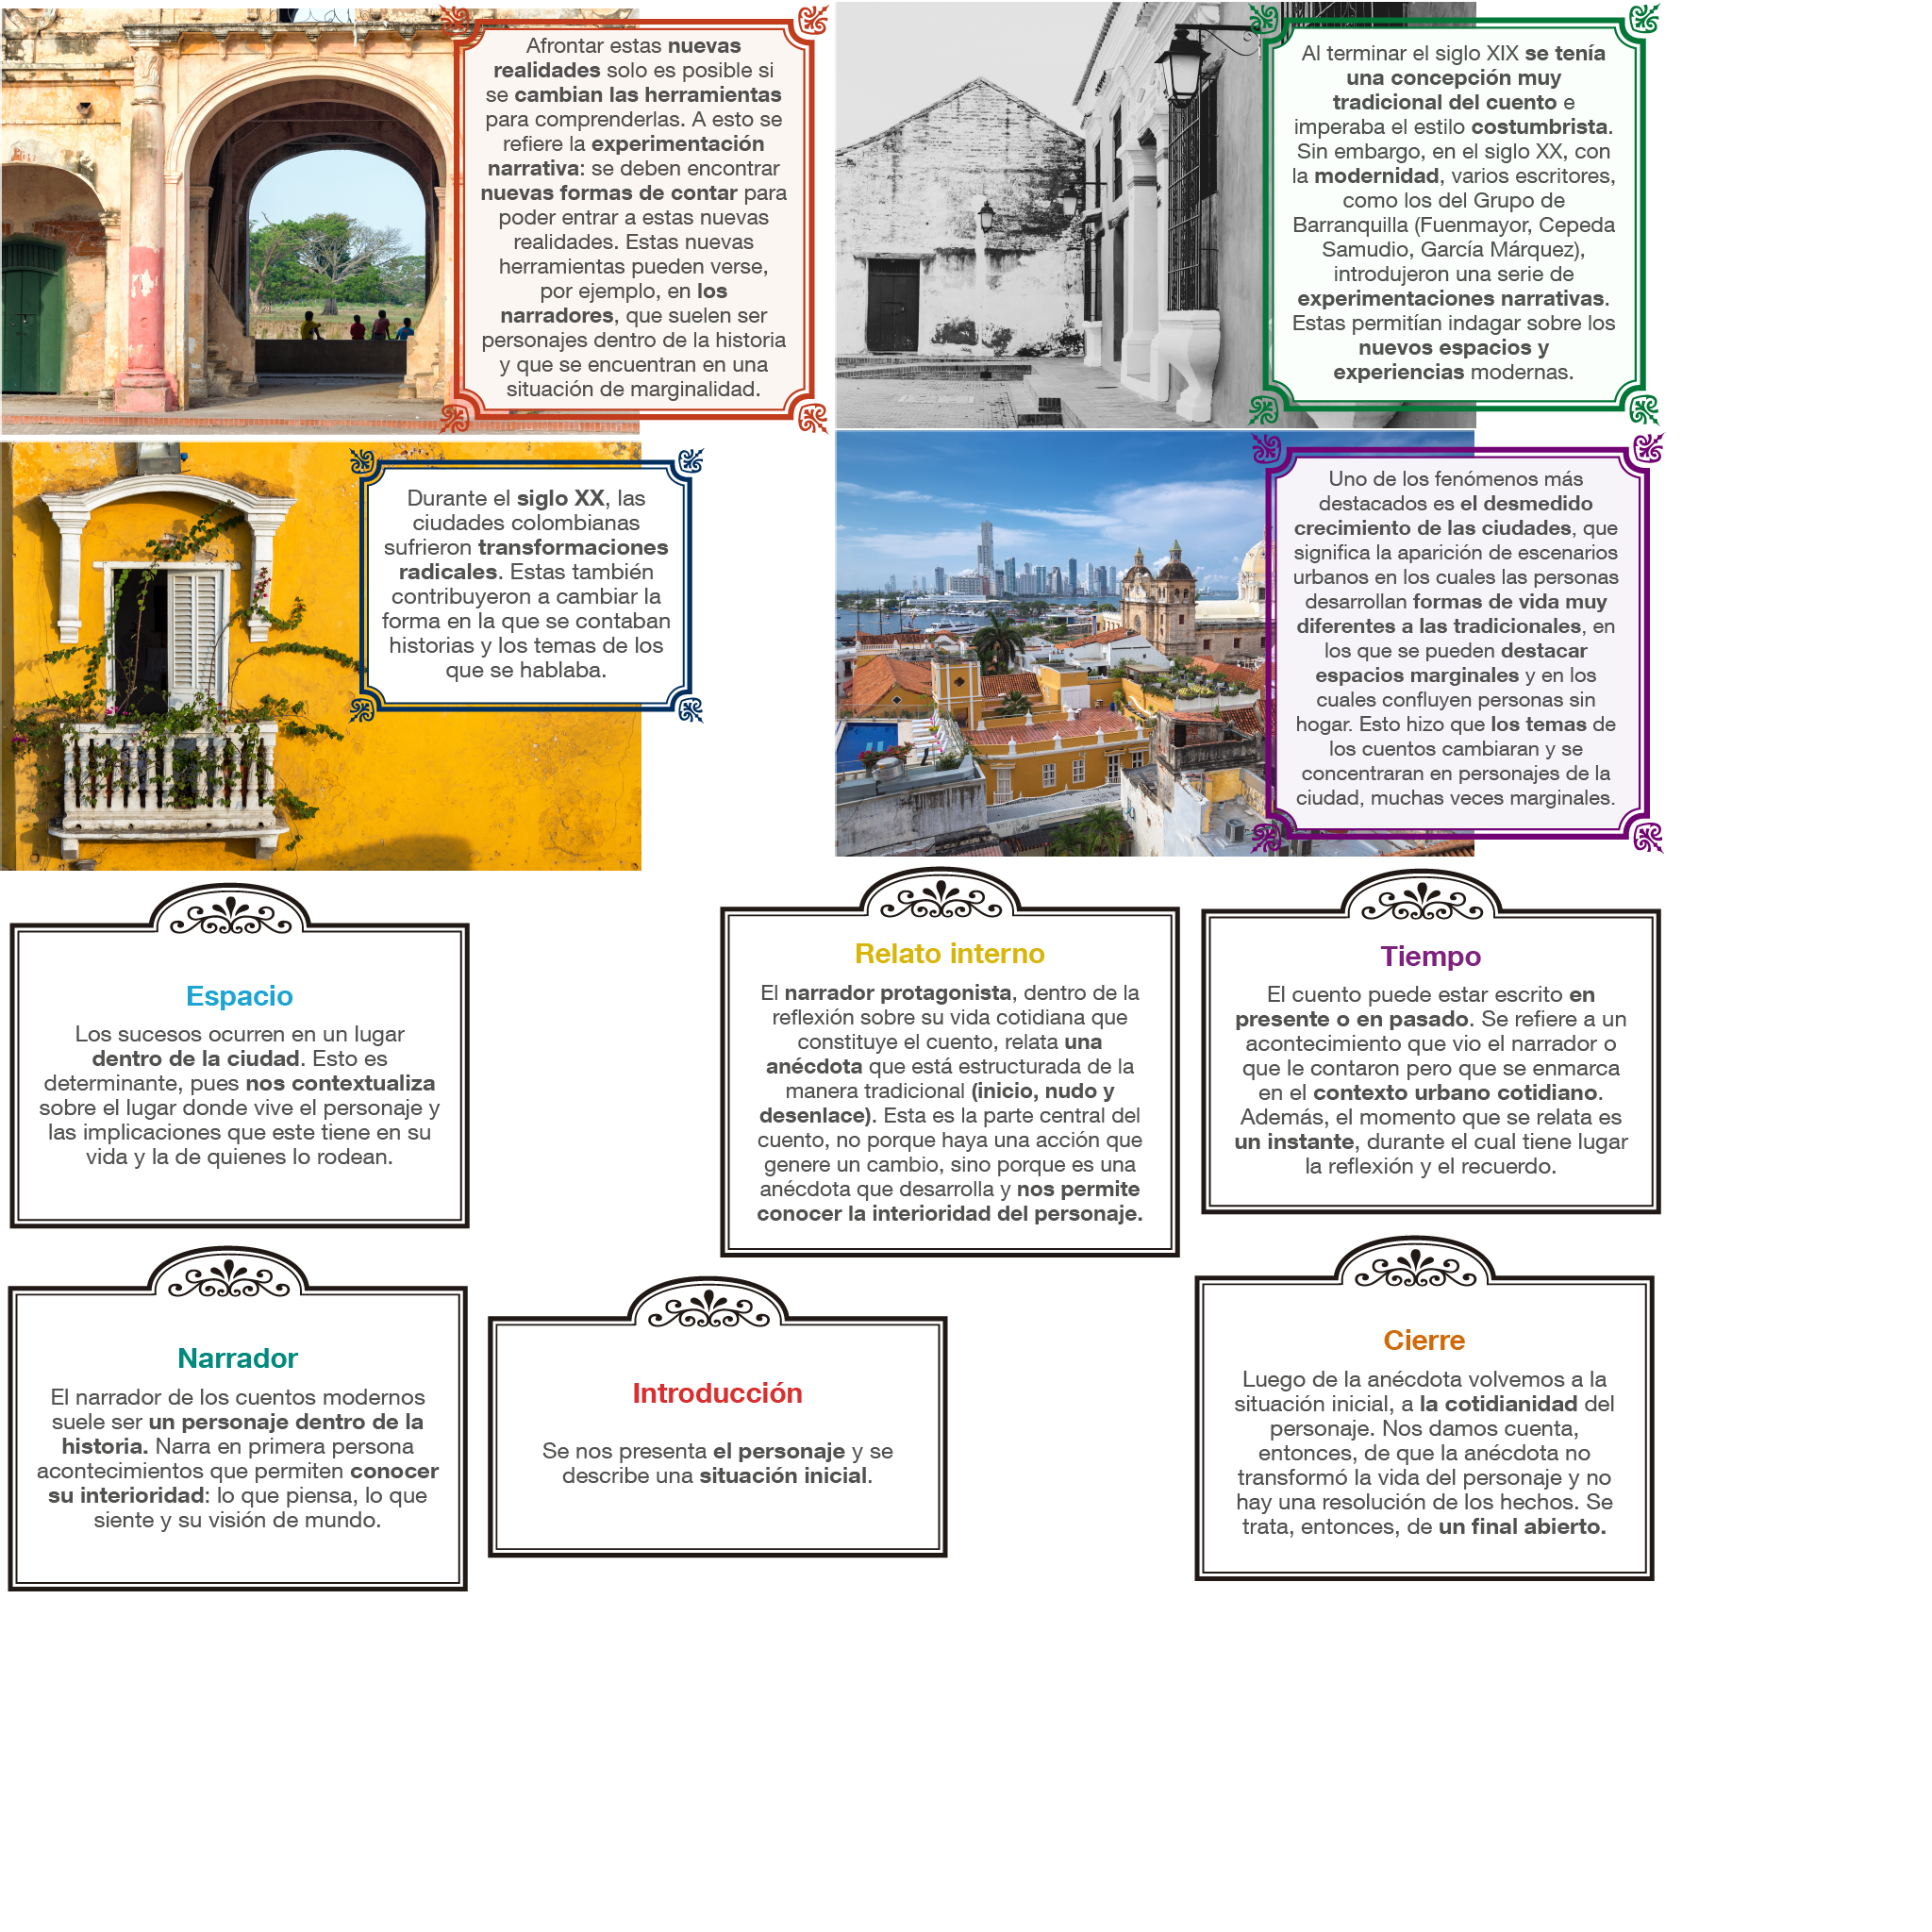 Afrontar estas nuevas
realidades solo es posible si
se cambian las herramientas
para comprenderlas. A esto se
refiere la experimentación
narrativa: se deben encontrar
nuevas formas de contar para
poder entrar a estas nuevas
realidades. Estas nuevas
herramientas pueden verse,
por ejemplo, en los
narradores, que suelen ser
personajes dentro de la historia
y que se encuentran en una
situación de marginalidad.
Al terminar el siglo XIX se tenía
una concepción muy
tradicional del cuento e
imperaba el estilo costumbrista.
Sin embargo, en el siglo XX, con
la modernidad, varios escritores,
como los del Grupo de
Barranquilla (Fuenmayor, Cepeda
Samudio, García Márquez),
introdujeron una serie de
experimentaciones narrativas.
Estas permitían indagar sobre los
nuevos espacios y
experiencias modernas.
Durante el siglo XX, las
ciudades colombianas
sufrieron transformaciones
radicales. Estas también
contribuyeron a cambiar la
forma en la que se contaban
historias y los temas de los
que se hablaba.
Uno de los fenómenos más
destacados es el desmedido
crecimiento de las ciudades, que
significa la aparición de escenarios
urbanos en los cuales las personas
desarrollan formas de vida muy
diferentes a las tradicionales, en
los que se pueden destacar
espacios marginales y en los
cuales confluyen personas sin
hogar. Esto hizo que los temas de
los cuentos cambiaran y se
concentraran en personajes de la
ciudad, muchas veces marginales.
Espacio
Los sucesos ocurren en un lugar
dentro de la ciudad. Esto es
determinante, pues nos contextualiza
sobre el lugar donde vive el personaje y
las implicaciones que este tiene en su
vida y la de quienes lo rodean.
Relato interno
El narrador protagonista, dentro de la
reflexión sobre su vida cotidiana que
constituye el cuento, relata una
anécdota que está estructurada de la
manera tradicional (inicio, nudo y
desenlace). Esta es la parte central del
cuento, no porque haya una acción que
genere un cambio, sino porque es una
anécdota que desarrolla y nos permite
conocer la interioridad del personaje.
Tiempo
El cuento puede estar escrito en
presente o en pasado. Se refiere a un
acontecimiento que vio el narrador o
que le contaron pero que se enmarca
en el contexto urbano cotidiano.
Además, el momento que se relata es
un instante, durante el cual tiene lugar
la reflexión y el recuerdo.
Narrador
El narrador de los cuentos modernos
suele ser un personaje dentro de la
historia. Narra en primera persona
acontecimientos que permiten conocer
su interioridad: lo que piensa, lo que
siente y su visión de mundo.
Introducción
Se nos presenta el personaje y se
describe una situación inicial.
Cierre
Luego de la anécdota volvemos a la
situación inicial, a la cotidianidad del
personaje. Nos damos cuenta,
entonces, de que la anécdota no
transformó la vida del personaje y no
hay una resolución de los hechos. Se
trata, entonces, de un final abierto.